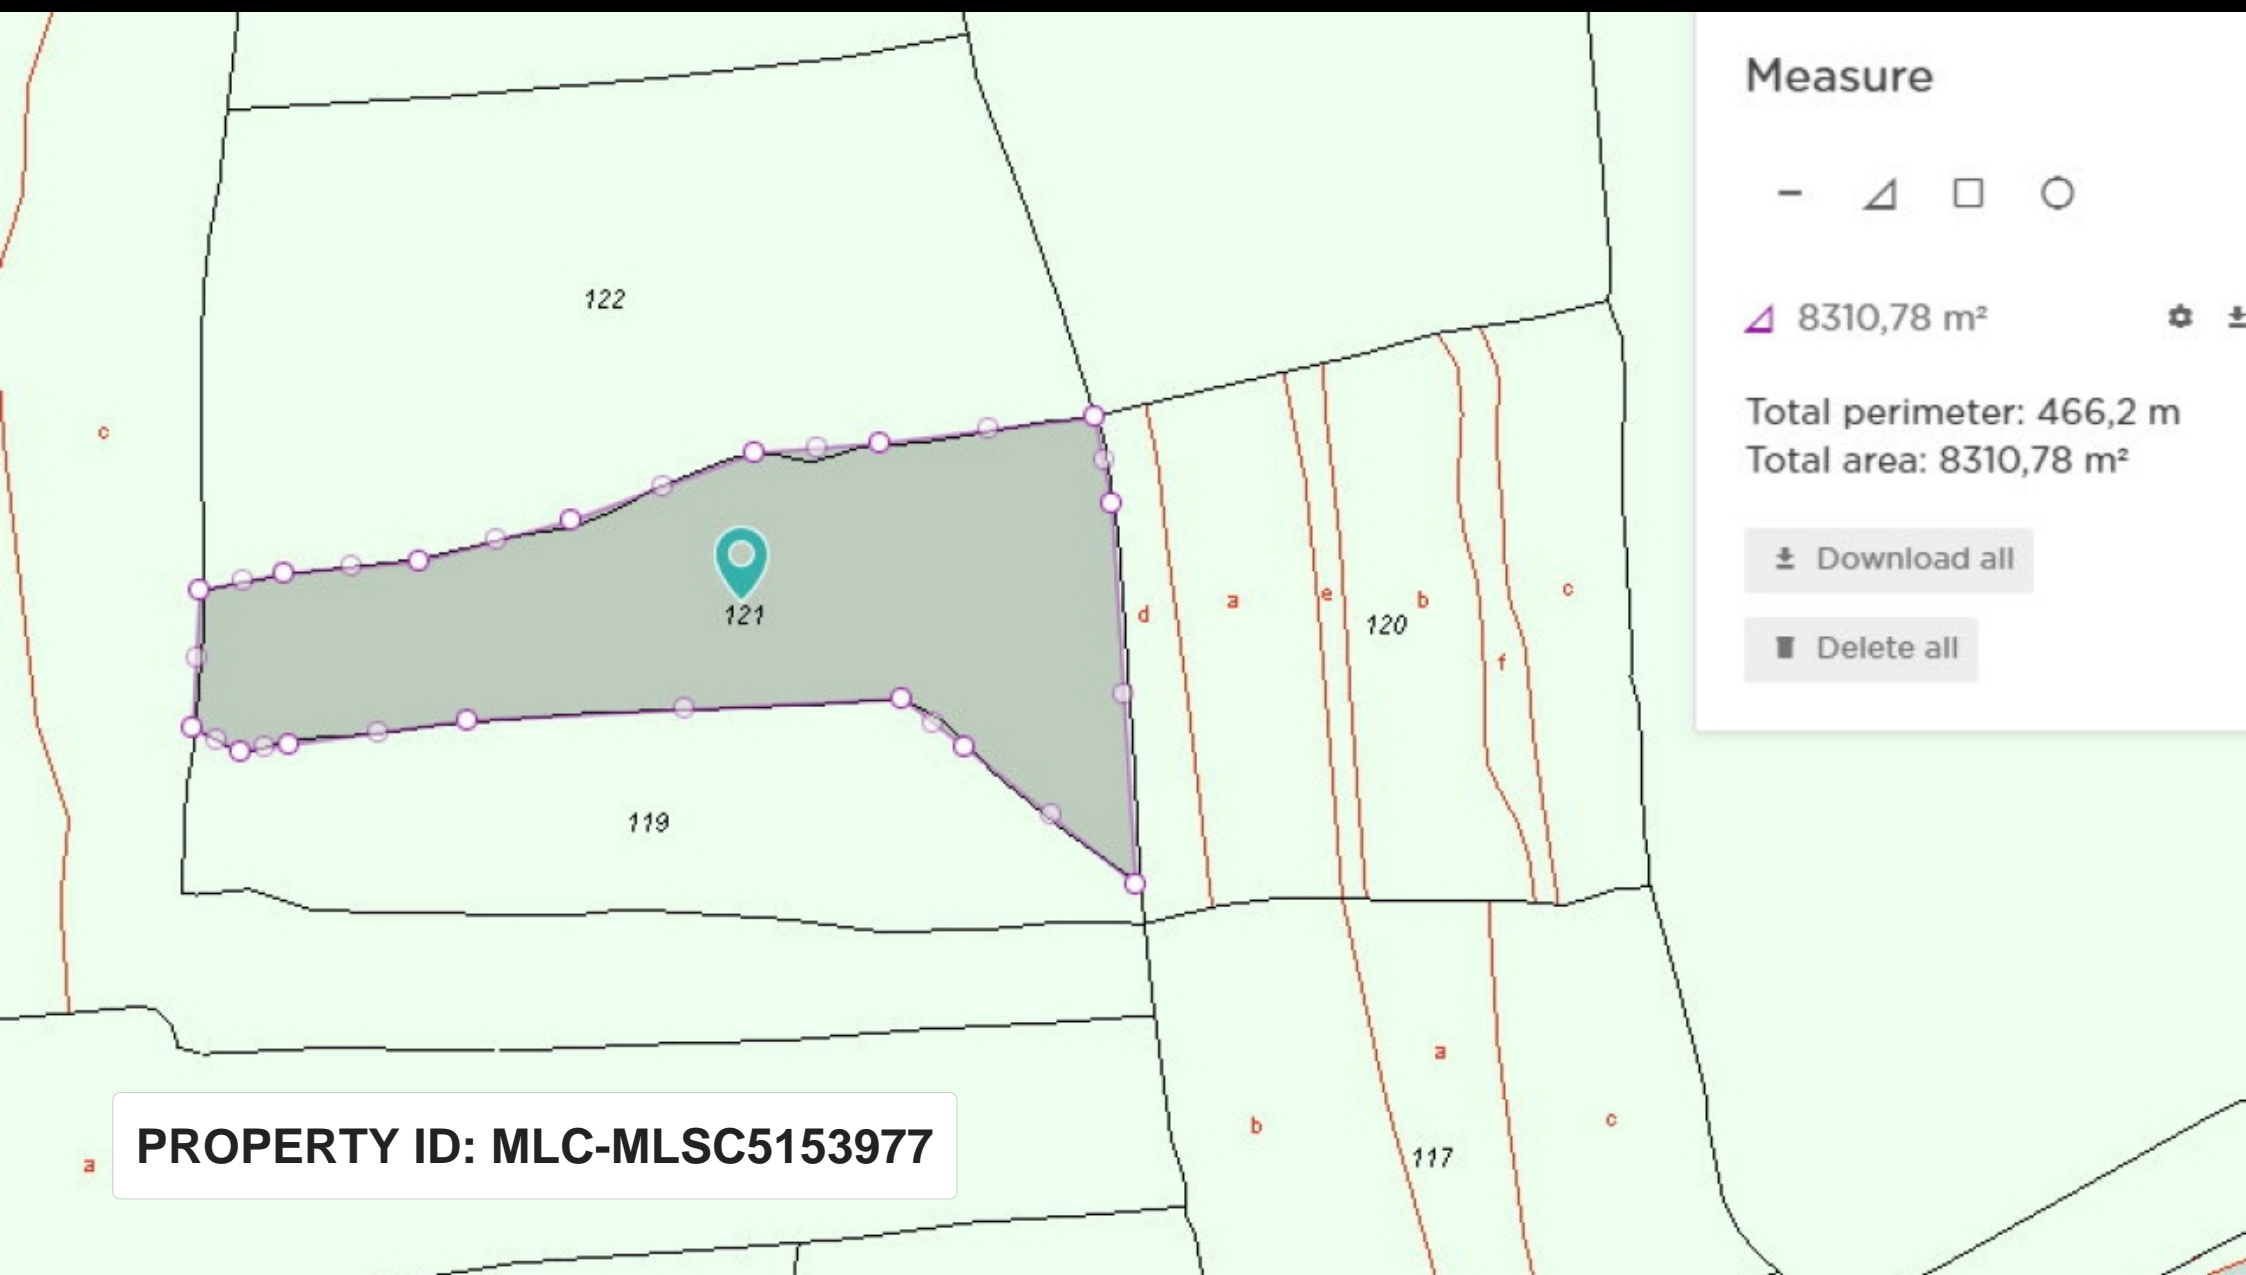 Measure
8310,78 m²
Total perimeter: 466,2 m
Total area: 8310,78 m²
Download all
Delete all
122
c
121
d
a
e
b
120
f
c
119
a
b
117
c
a
PROPERTY ID: MLC-MLSC5153977